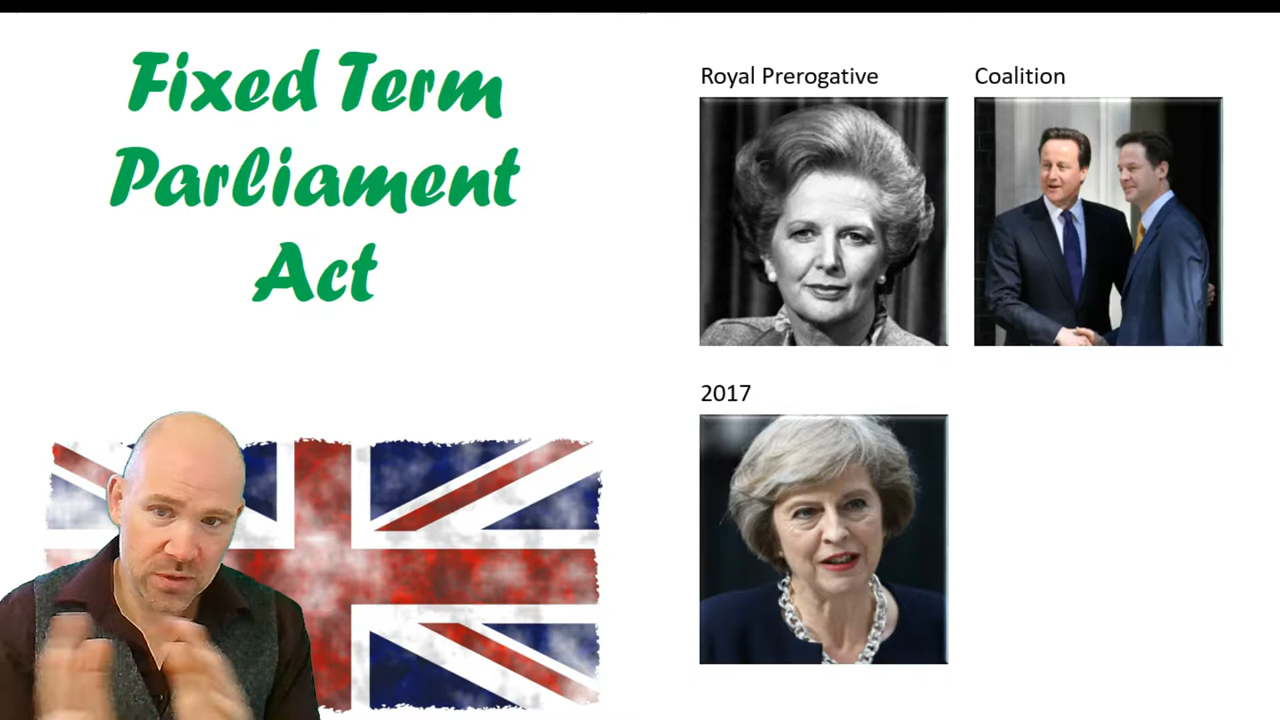 Fixed Term
Parliament
Act
Royal Prerogative
Coalition
2017